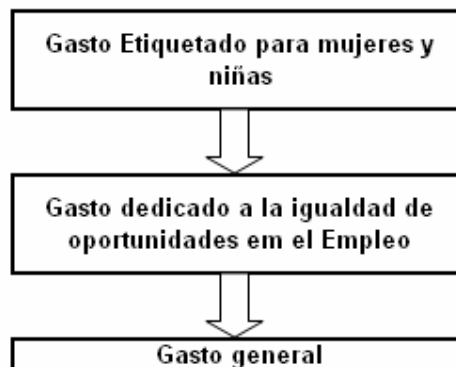 Gasto Etiquetado para mujeres y
niñas
Gasto dedicado a la igualdad de
oportunidades em el Empleo
Gasto general